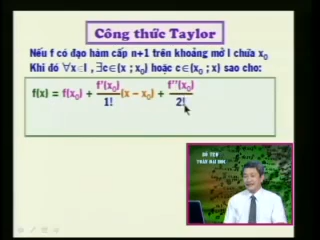 Công thức Taylor
Nếu f có đạo hàm cấp n+1 trên khoảng mở I chứa x₀
Khi đó ∀x∈I , ∃c∈(x ; x₀) hoặc c∈(x₀ ; x) sao cho:
f(x) = f(x₀) + f'(x₀)/1! (x – x₀) + f''(x₀)/2!